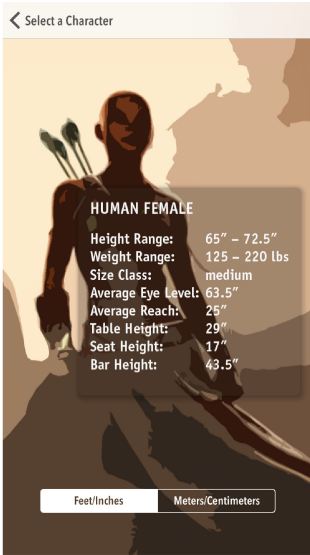 Select a Character
HUMAN FEMALE
Height Range: 65″ – 72.5″
Weight Range: 125 – 220 lbs
Size Class: medium
Average Eye Level: 63.5″
Average Reach: 25″
Table Height: 29″
Seat Height: 17″
Bar Height: 43.5″
Feet/Inches Meters/Centimeters